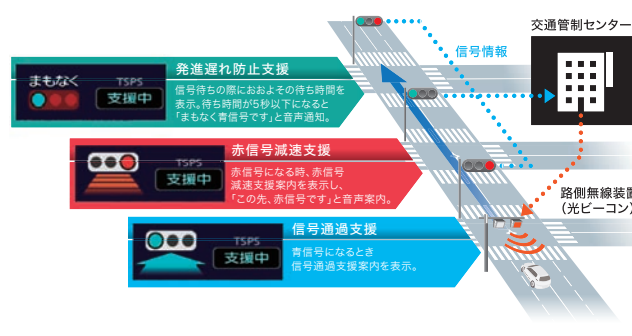 交通管制センター
信号情報
まもなく
TSPS
支援中
発進遅れ防止支援
信号待ちの際におおよその待ち時間を
表示。待ち時間が5秒以下になると
「まもなく青信号です」と音声通知。
TSPS
支援中
赤信号減速支援
赤信号になる時、赤信号
減速支援案内を表示し、
「この先、赤信号です」と音声案内。
路側無線装置
(光ビーコン)
TSPS
支援中
信号通過支援
青信号になるとき
信号通過支援案内を表示。